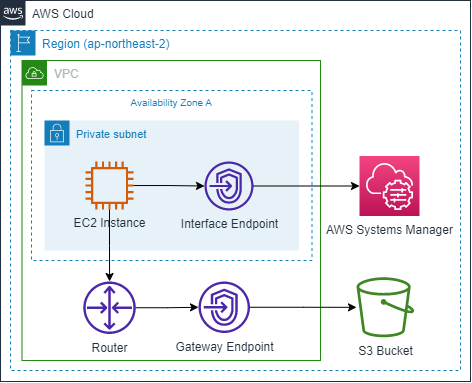 aws
AWS Cloud
Region (ap-northeast-2)
VPC
Availability Zone A
Private subnet
EC2 Instance
Interface Endpoint
AWS Systems Manager
Router
Gateway Endpoint
S3 Bucket